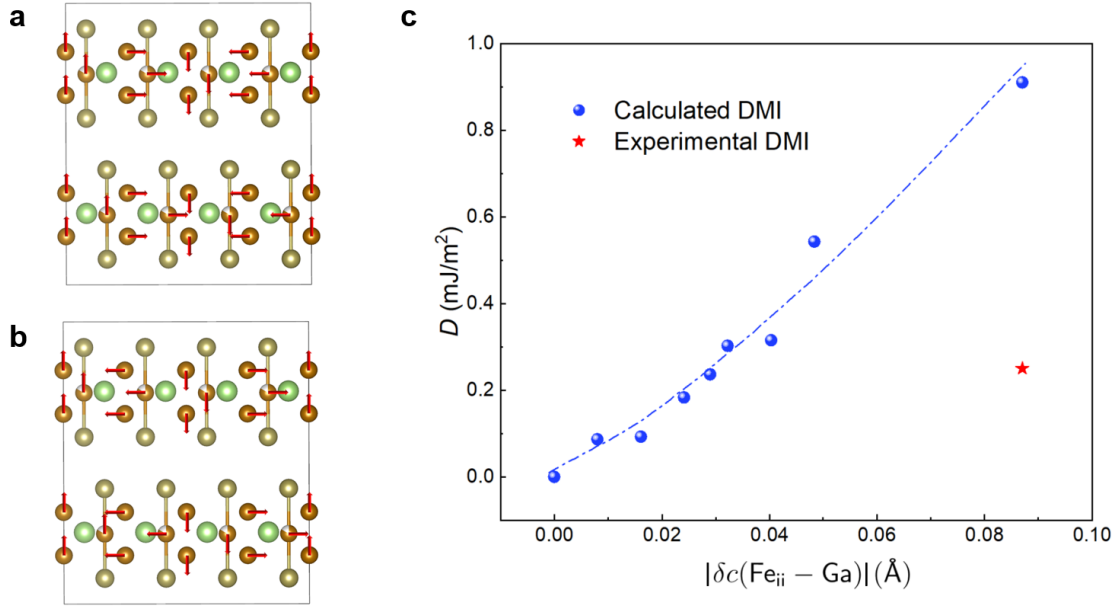 a
b
c
1.0
0.8
0.6
0.4
0.2
0.0
D (mJ/m²)
Calculated DMI
Experimental DMI
0.00 0.02 0.04 0.06 0.08 0.10
|δc(Feᵢᵢ − Ga)| (Å)